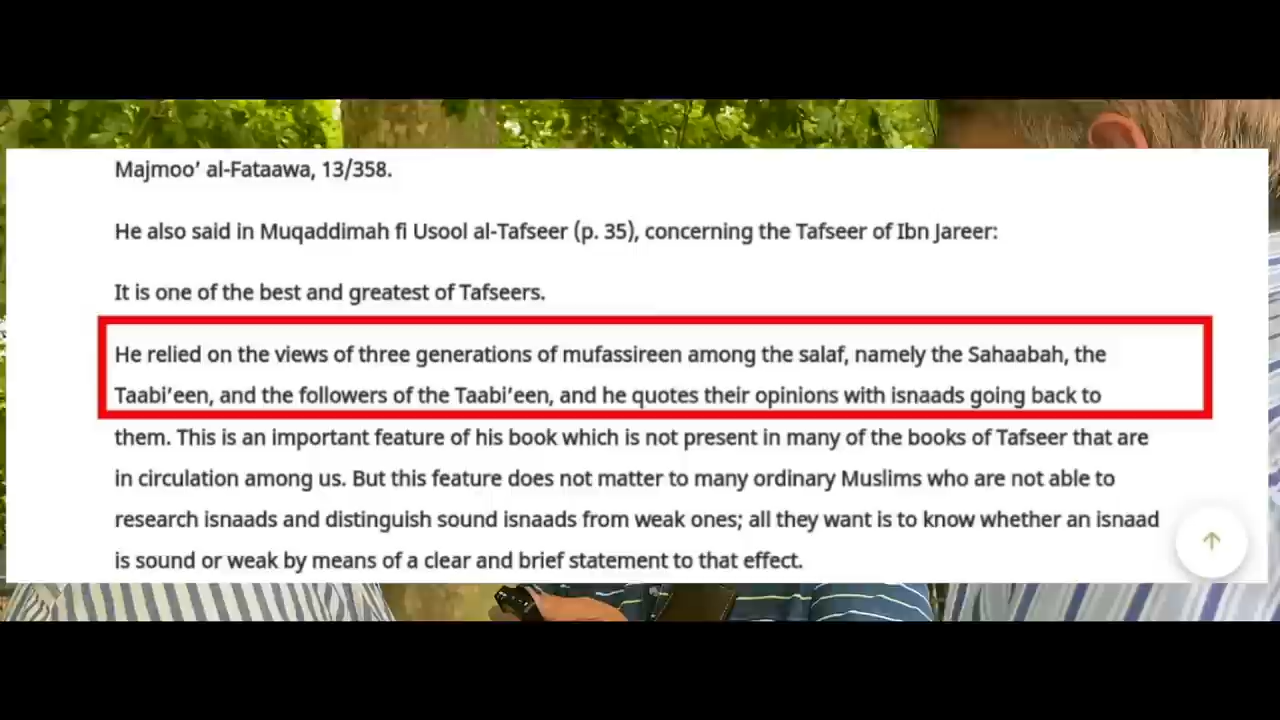 Majmoo’ al-Fataawa, 13/358.
He also said in Muqaddimah fi Usool al-Tafseer (p. 35), concerning the Tafseer of Ibn Jareer:
It is one of the best and greatest of Tafseers.
He relied on the views of three generations of mufassireen among the salaf, namely the Sahaabah, the
Taabi’een, and the followers of the Taabi’een, and he quotes their opinions with isnaads going back to
them. This is an important feature of his book which is not present in many of the books of Tafseer that are
in circulation among us. But this feature does not matter to many ordinary Muslims who are not able to
research isnaads and distinguish sound isnaads from weak ones; all they want is to know whether an isnaad
is sound or weak by means of a clear and brief statement to that effect.